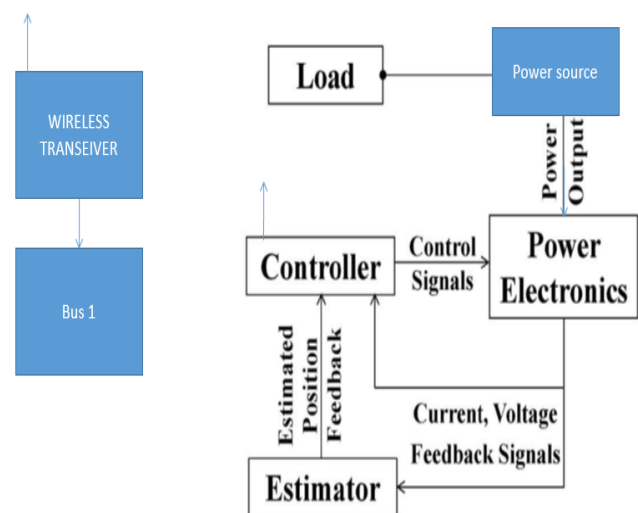 WIRELESS
TRANSEIVER
Bus 1
Load
Power source
Power
Output
Controller
Control
Signals
Power
Electronics
Estimated
Position
Feedback
Current, Voltage
Feedback Signals
Estimator